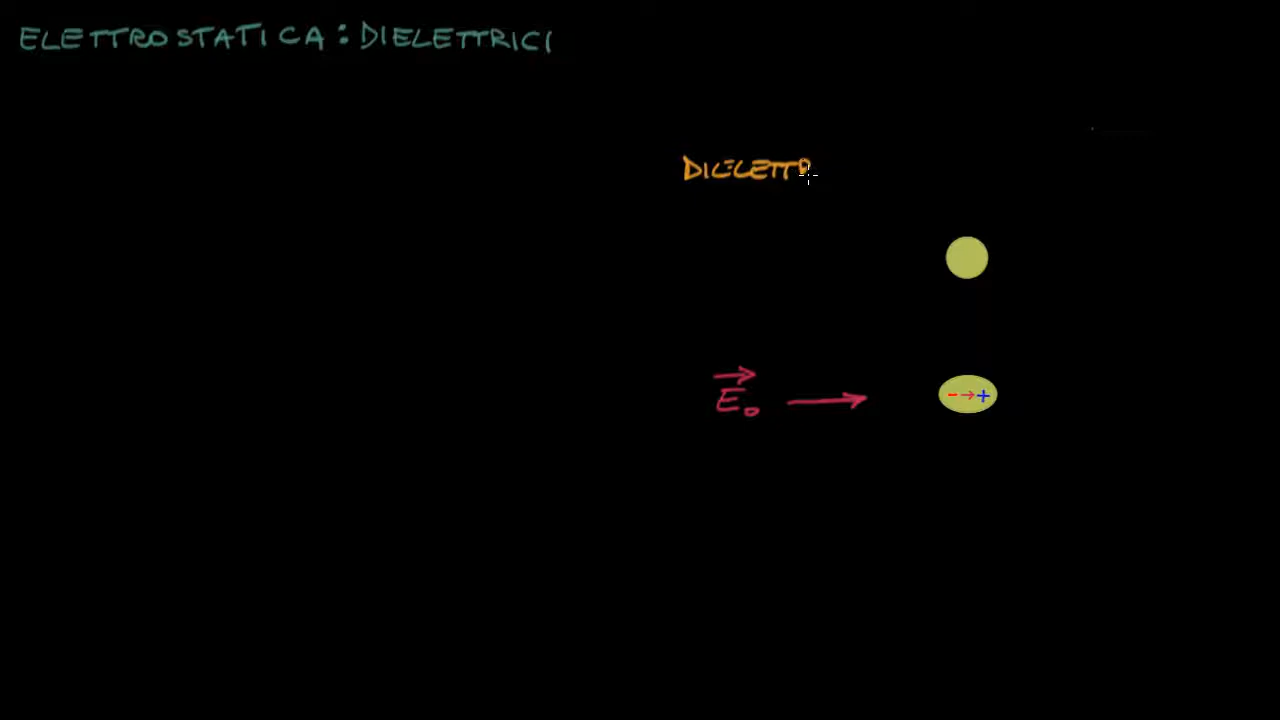 ELETTROSTATICA: DIELETTRICI
DIELETTR
E₀
- → +